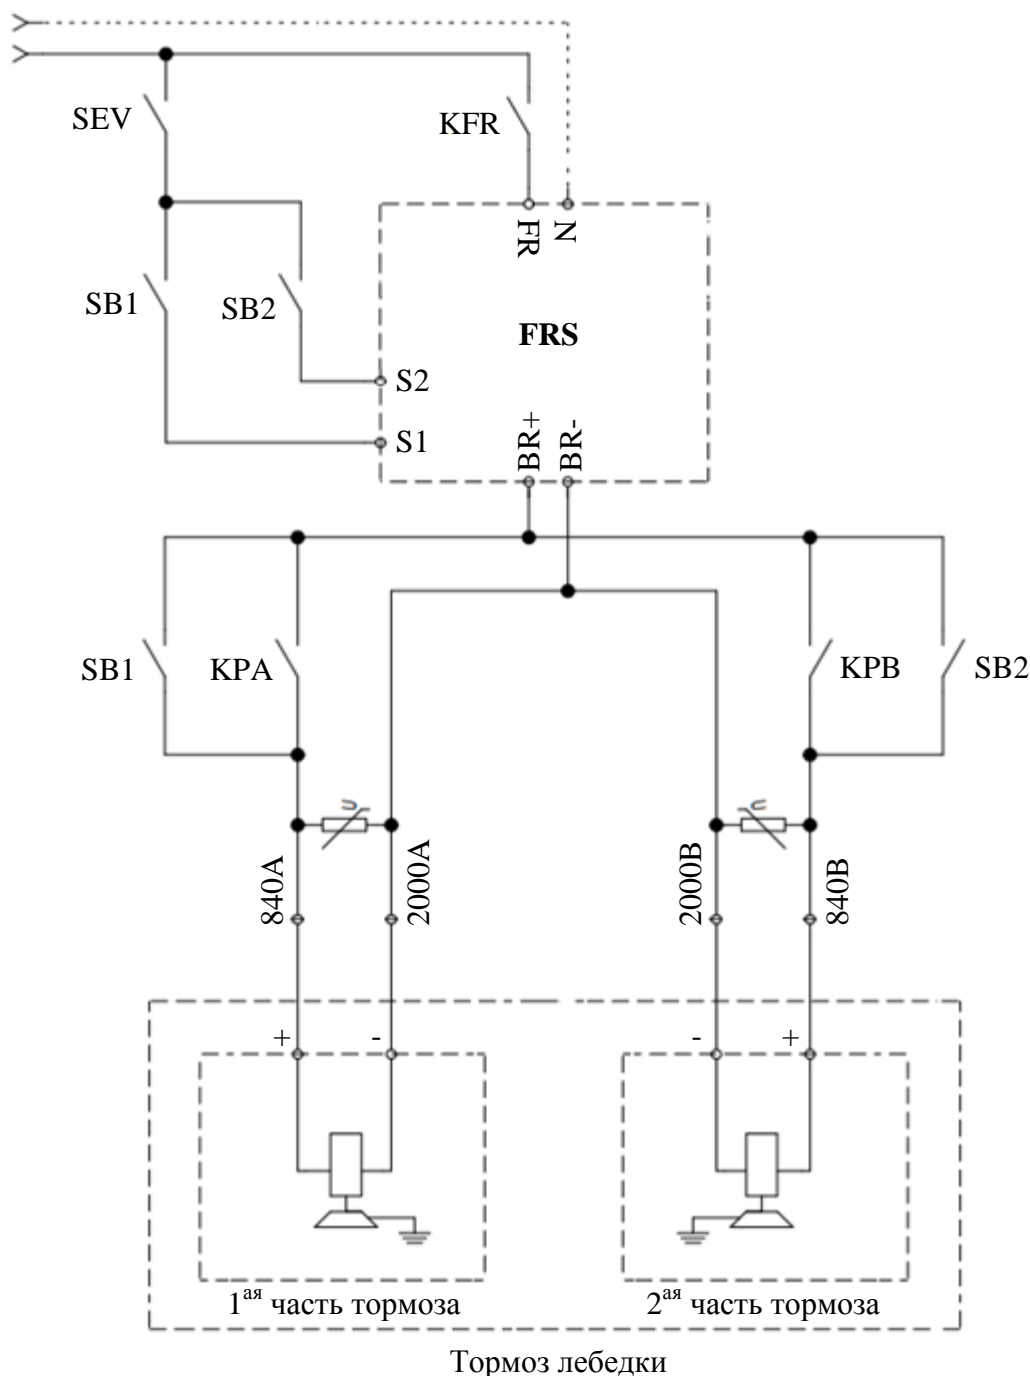 SEV
KFR
FR
N
SB1
SB2
FRS
S2
S1
BR+
BR-
SB1
KPA
KPB
SB2
U
U
840A
2000A
2000B
840B
+
-
-
+
1ая часть тормоза
2ая часть тормоза
Тормоз лебедки